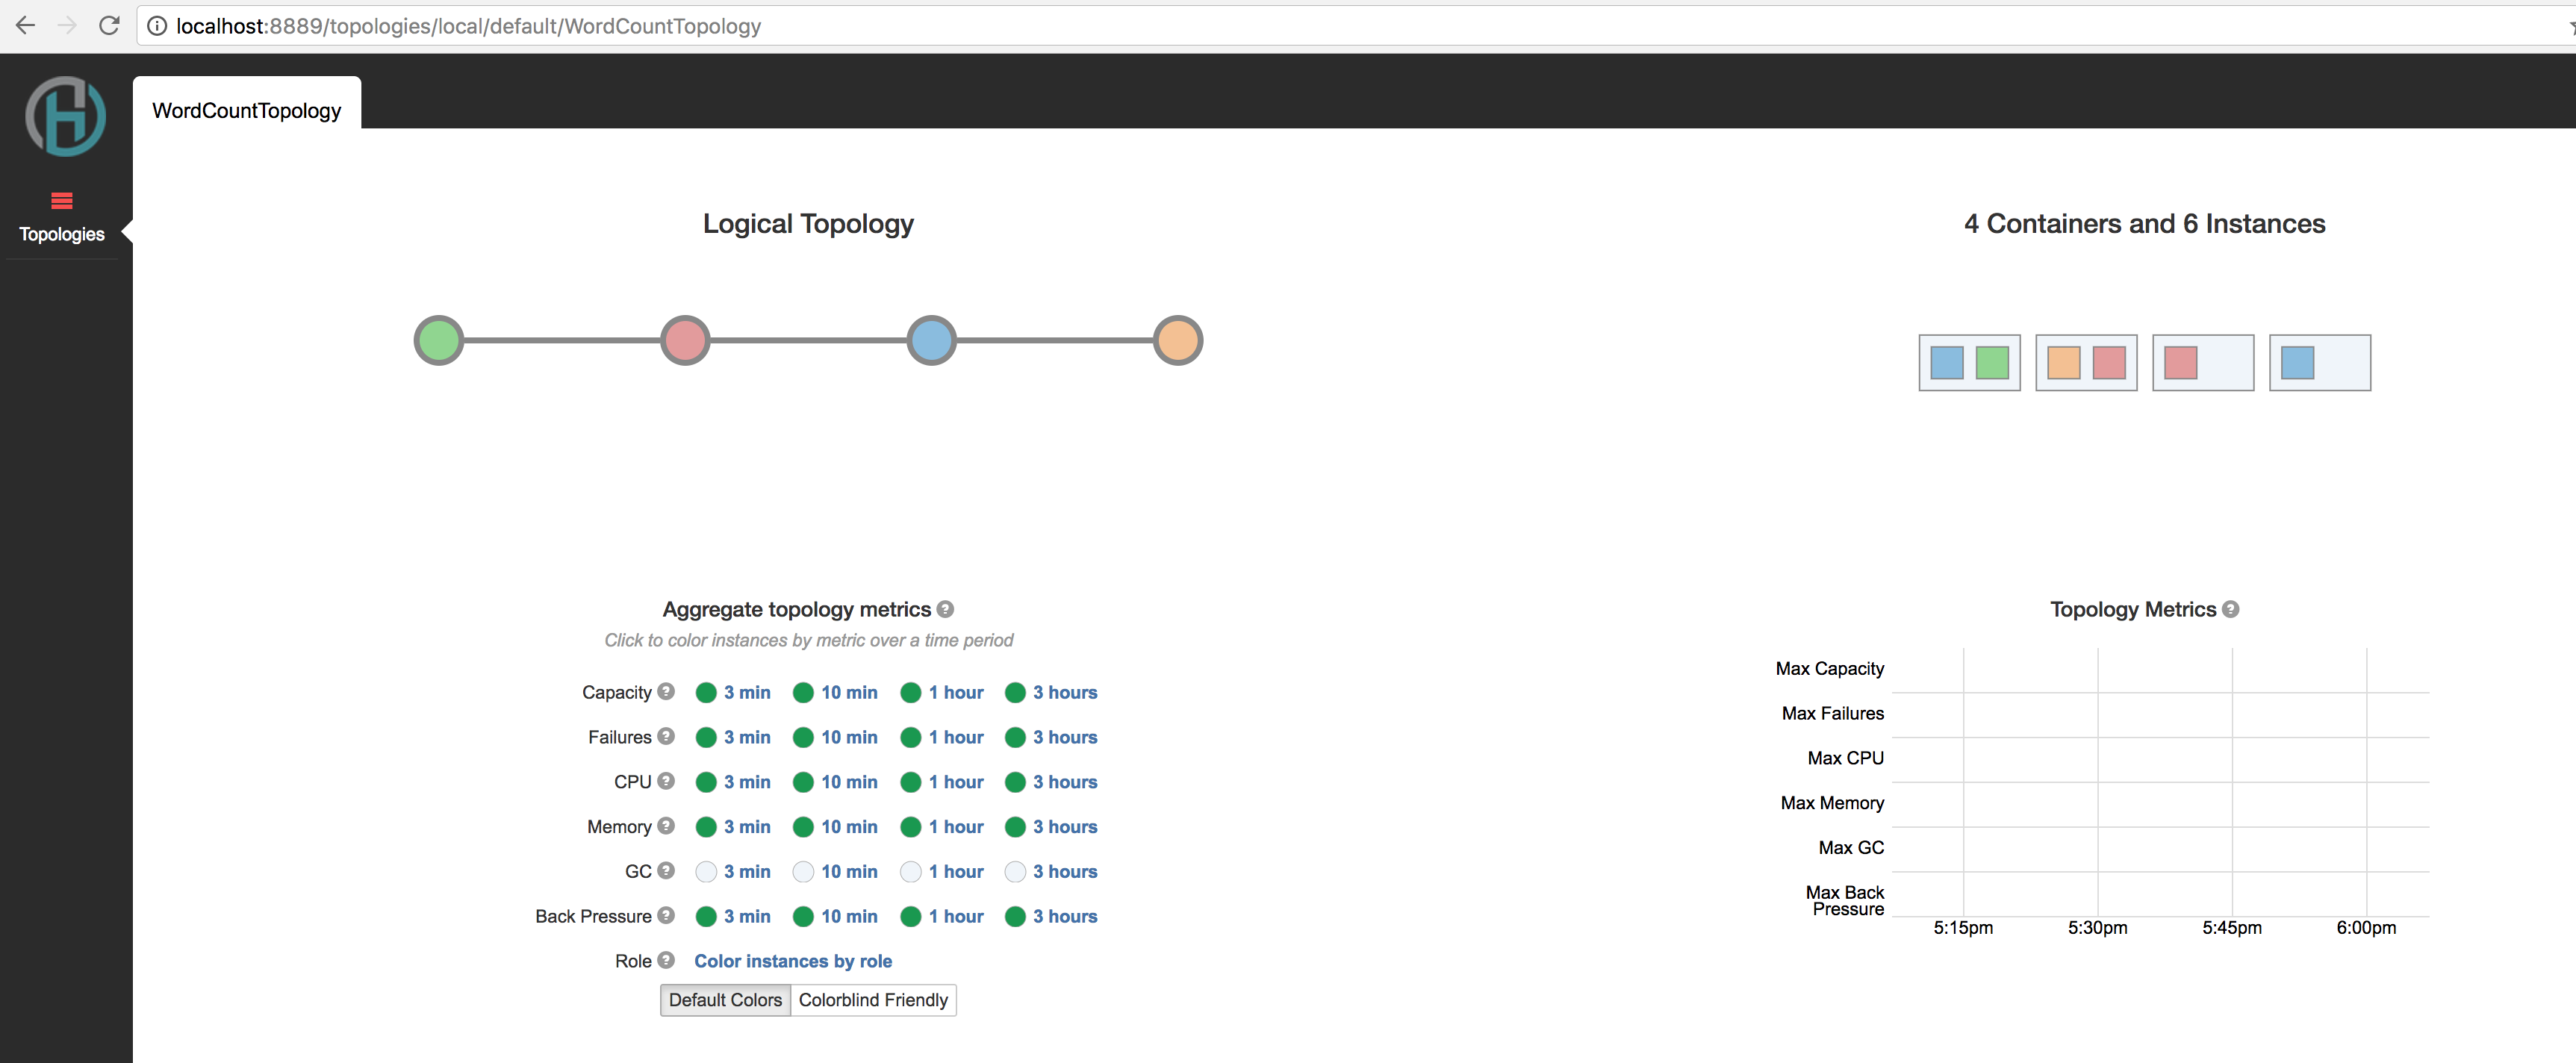 localhost:8889/topologies/local/default/WordCountTopology
WordCountTopology
Topologies
Logical Topology
4 Containers and 6 Instances
Aggregate topology metrics ?
Click to color instances by metric over a time period
Capacity ? 3 min 10 min 1 hour 3 hours
Failures ? 3 min 10 min 1 hour 3 hours
CPU ? 3 min 10 min 1 hour 3 hours
Memory ? 3 min 10 min 1 hour 3 hours
GC ? 3 min 10 min 1 hour 3 hours
Back Pressure ? 3 min 10 min 1 hour 3 hours
Role ? Color instances by role
Default Colors Colorblind Friendly
Topology Metrics ?
Max Capacity
Max Failures
Max CPU
Max Memory
Max GC
Max Back
Pressure
5:15pm 5:30pm 5:45pm 6:00pm